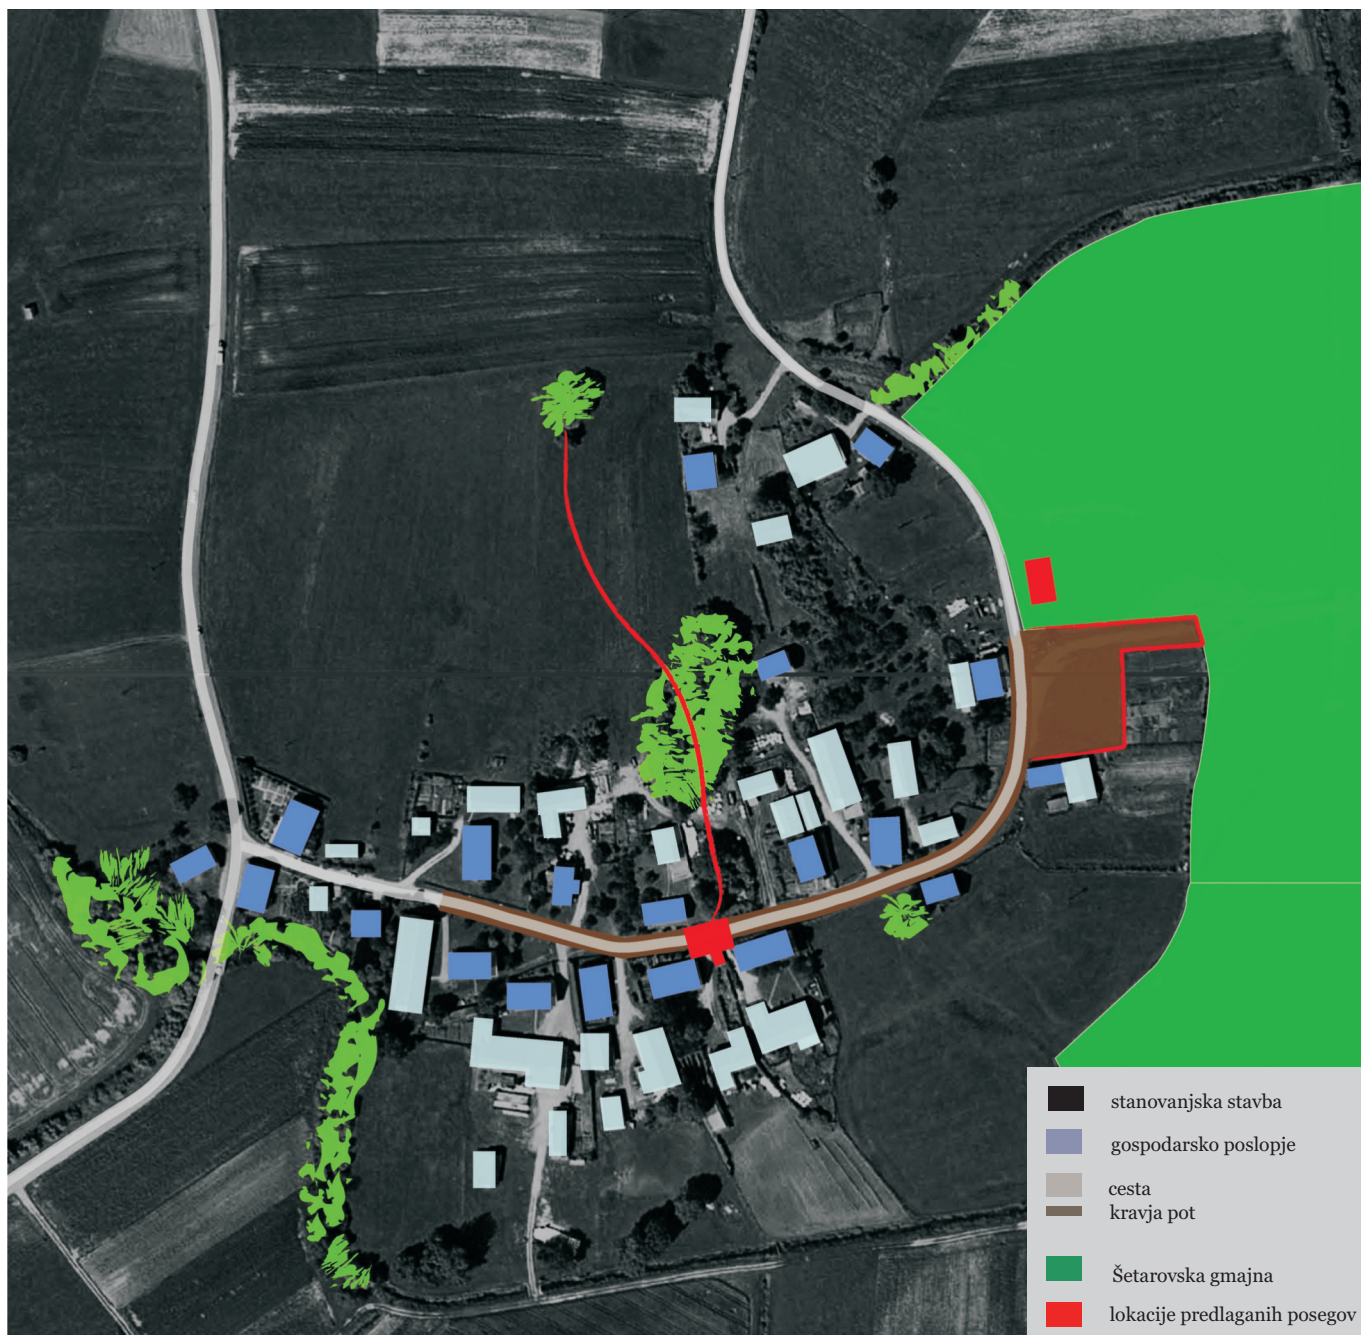 stanovanjska stavba
gospodarsko poslopje
cesta
kravja pot
Šetarovska gmajna
lokacije predlaganih posegov